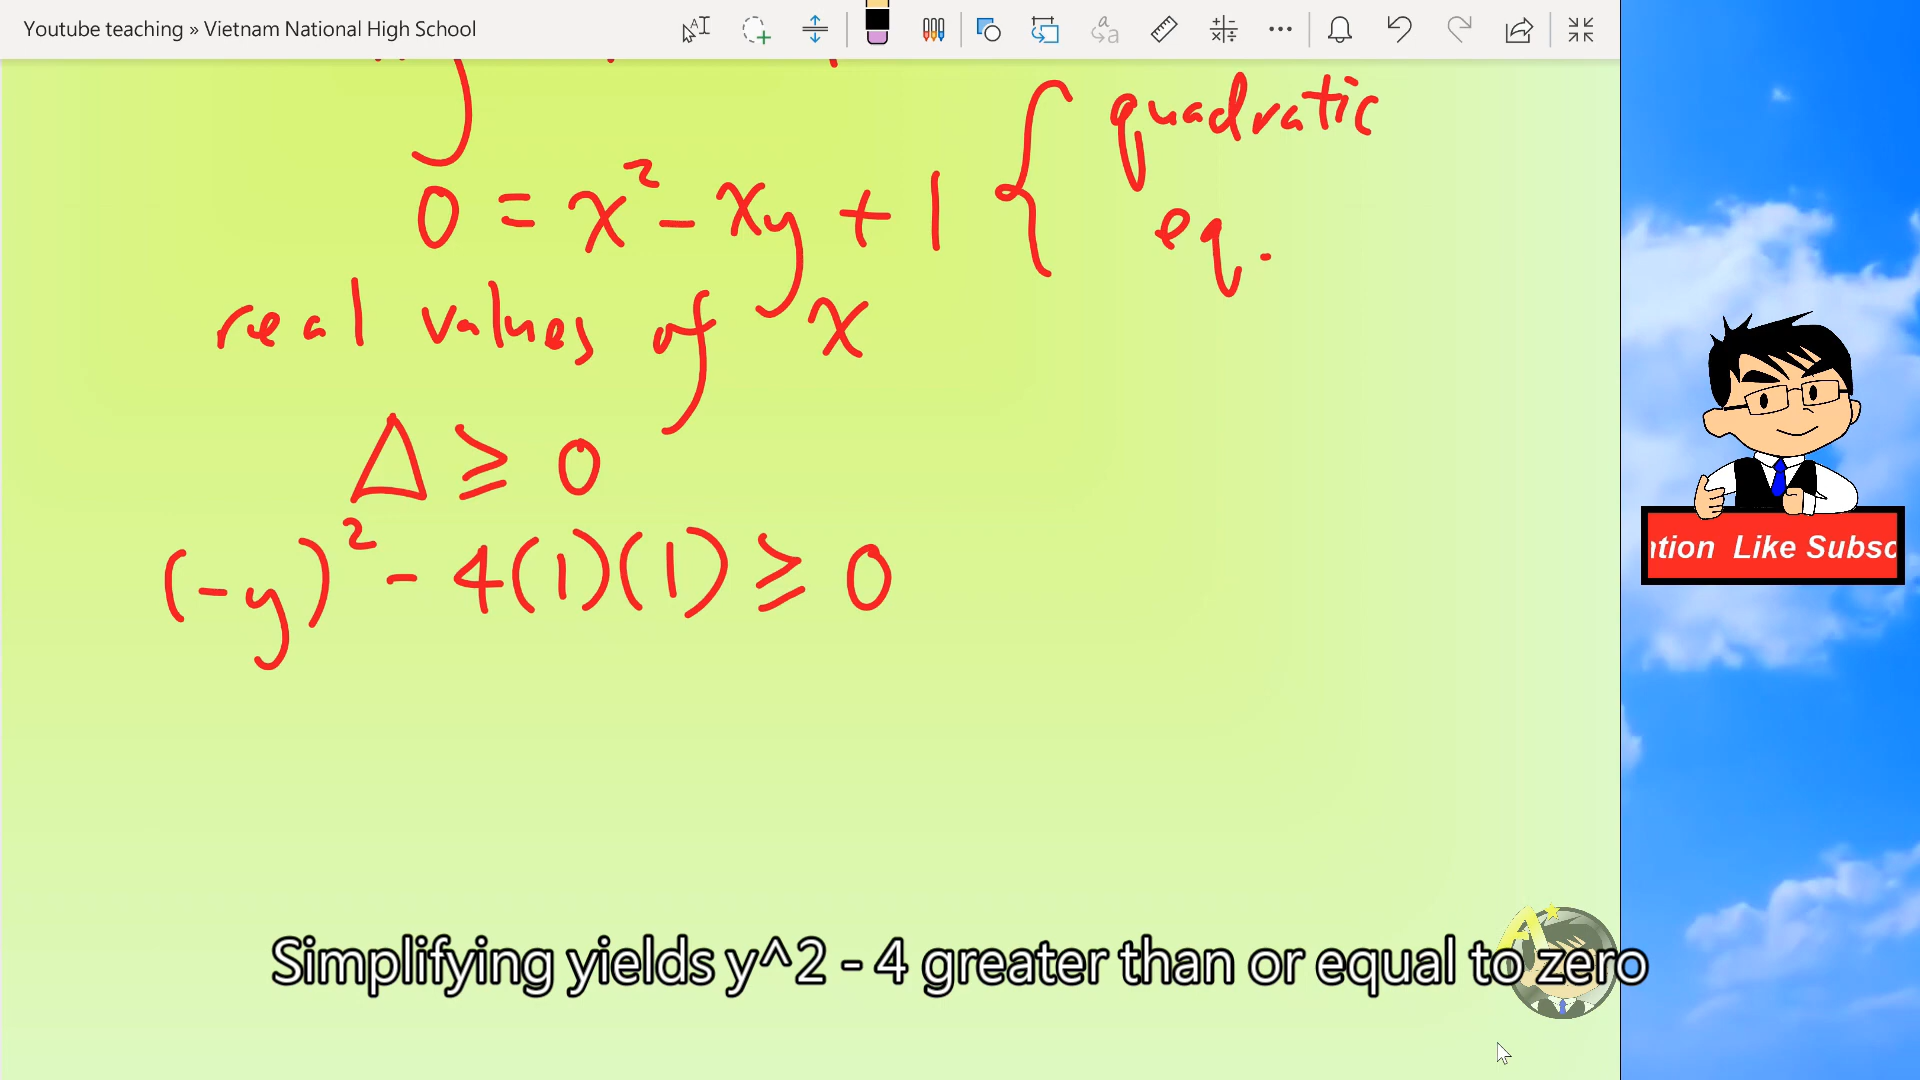 Youtube teaching » Vietnam National High School
quadratic
0 = x² - xy + 1
eq.
real values of x
Δ ≥ 0
(-y)² - 4(1)(1) ≥ 0
ntion Like Subsc
Simplifying yields y^2 - 4 greater than or equal to zero